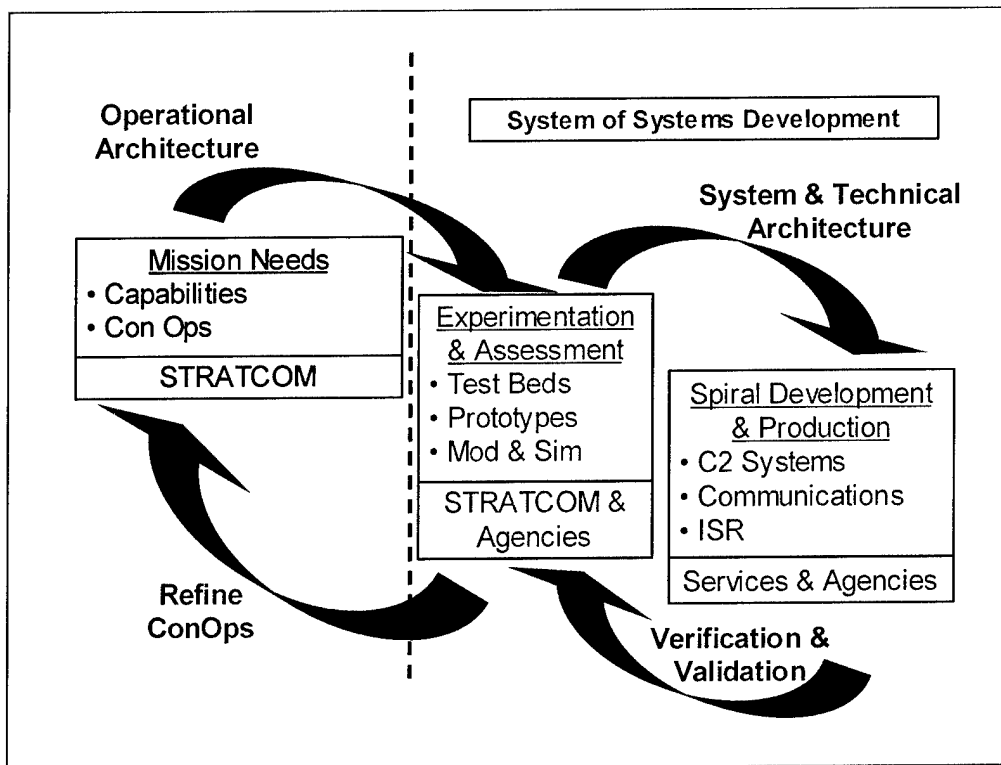 Operational
Architecture
System of Systems Development
System & Technical
Architecture
Mission Needs
• Capabilities
• Con Ops
STRATCOM
Experimentation
& Assessment
• Test Beds
• Prototypes
• Mod & Sim
STRATCOM &
Agencies
Spiral Development
& Production
• C2 Systems
• Communications
• ISR
Services & Agencies
Refine
ConOps
Verification &
Validation